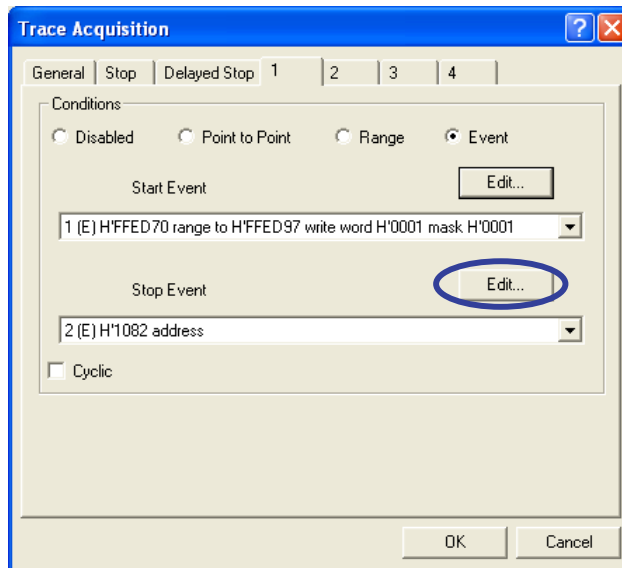 Trace Acquisition
General Stop Delayed Stop 1 2 3 4
Conditions
Disabled Point to Point Range Event
Start Event Edit...
1 (E) H'FFED70 range to H'FFED97 write word H'0001 mask H'0001
Stop Event Edit...
2 (E) H'1082 address
Cyclic
OK Cancel